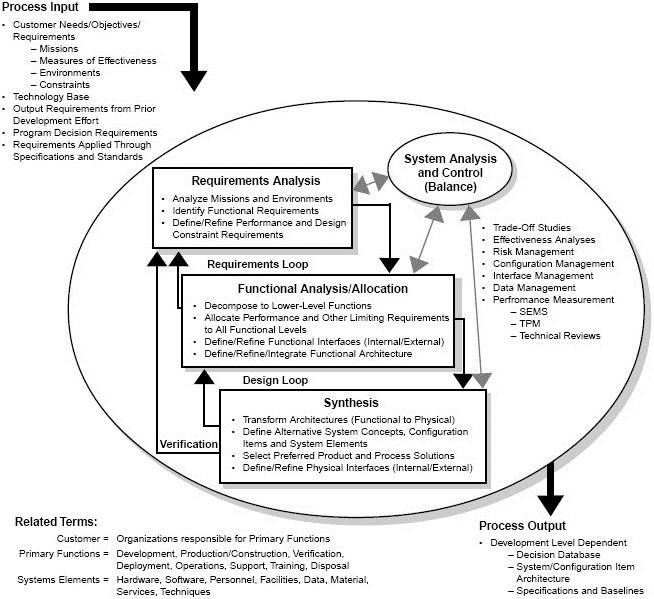 Process Input
• Customer Needs/Objectives/
Requirements
– Missions
– Measures of Effectiveness
– Environments
– Constraints
• Technology Base
• Output Requirements from Prior
Development Effort
• Program Decision Requirements
• Requirements Applied Through
Specifications and Standards
System Analysis
and Control
(Balance)
Requirements Analysis
• Analyze Missions and Environments
• Identify Functional Requirements
• Define/Refine Performance and Design
Constraint Requirements
• Trade-Off Studies
• Effectiveness Analyses
• Risk Management
• Configuration Management
• Interface Management
• Data Management
• Perfromance Measurement
– SEMS
– TPM
– Technical Reviews
Requirements Loop
Functional Analysis/Allocation
• Decompose to Lower-Level Functions
• Allocate Performance and Other Limiting Requirements
to All Functional Levels
• Define/Refine Functional Interfaces (Internal/External)
• Define/Refine/Integrate Functional Architecture
Design Loop
Synthesis
• Transform Architectures (Functional to Physical)
• Define Alternative System Concepts, Configuration
Items and System Elements
• Select Preferred Product and Process Solutions
• Define/Refine Physical Interfaces (Internal/External)
Verification
Related Terms:
Customer = Organizations responsible for Primary Functions
Primary Functions = Development, Production/Construction, Verification,
Deployment, Operations, Support, Training, Disposal
Systems Elements = Hardware, Software, Personnel, Facilities, Data, Material,
Services, Techniques
Process Output
• Development Level Dependent
– Decision Database
– System/Configuration Item
Architecture
– Specifications and Baselines